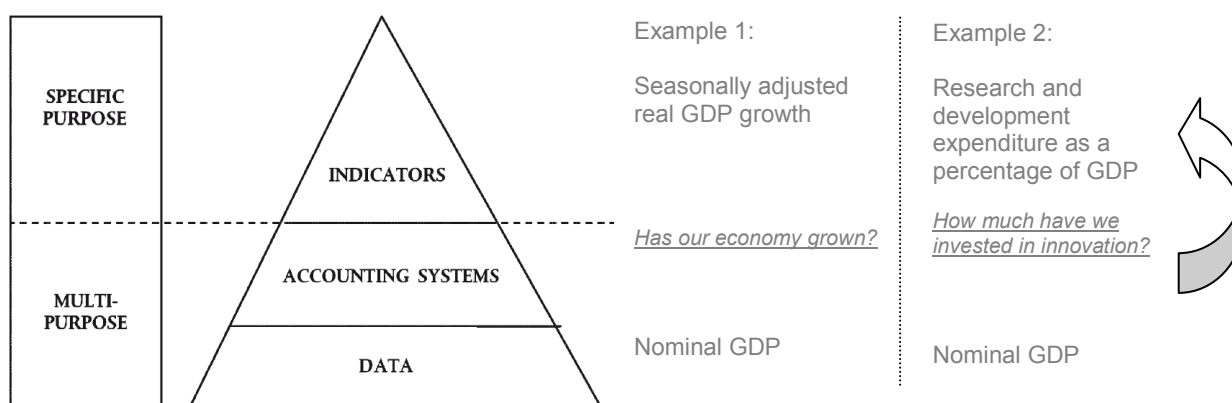 SPECIFIC
PURPOSE
MULTI-
PURPOSE
INDICATORS
ACCOUNTING SYSTEMS
DATA
Example 1:
Seasonally adjusted
real GDP growth
Has our economy grown?
Nominal GDP
Example 2:
Research and
development
expenditure as a
percentage of GDP
How much have we
invested in innovation?
Nominal GDP